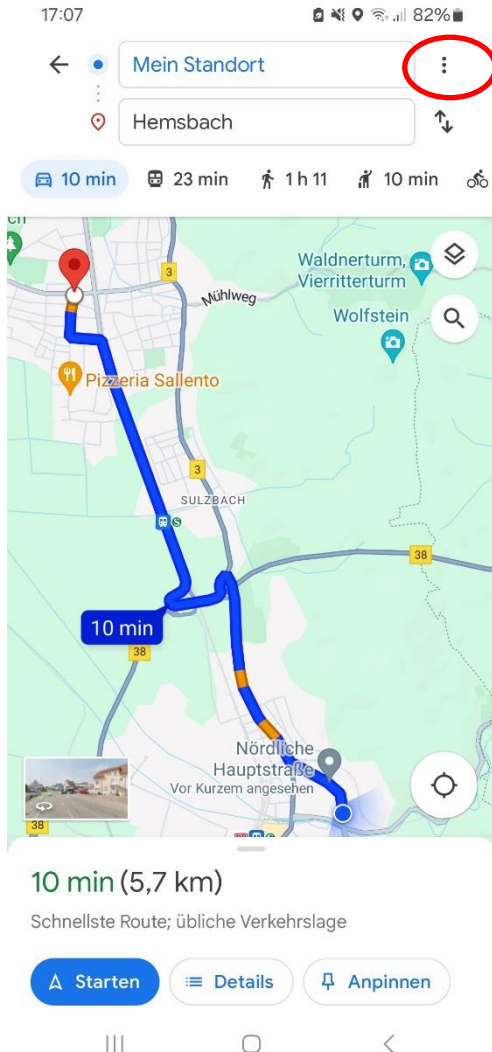 17:07 82%
Mein Standort
Hemsbach
10 min 23 min 1 h 11 10 min
3
Mühlweg
Waldnerturm,
Vierritterturm
Wolfstein
Pizzeria Sallento
3
SULZBACH
38
10 min
38
Nördliche
Hauptstraße
Vor Kurzem angesehen
38
10 min (5,7 km)
Schnellste Route; übliche Verkehrslage
Starten Details Anpinnen